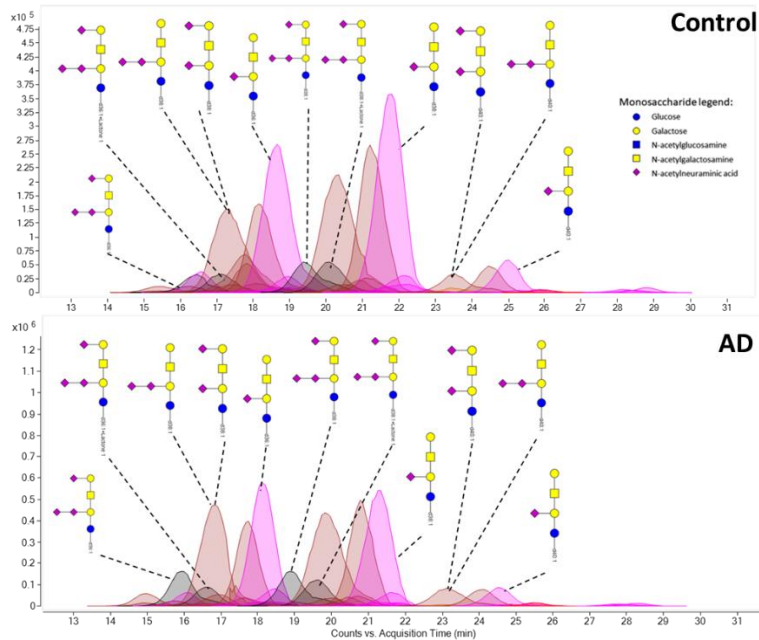 x10 5
Control
4.75
4.5
4.25
4
3.75
3.5
3.25
3
2.75
2.5
2.25
2
1.75
1.5
1.25
1
0.75
0.5
0.25
0
Monosaccharide legend:
Glucose
Galactose
N-acetylglucosamine
N-acetylgalactosamine
N-acetylneuraminic acid
13 14 15 16 17 18 19 20 21 22 23 24 25 26 27 28 29 30 31
x10 6
AD
1.2
1.1
1
0.9
0.8
0.7
0.6
0.5
0.4
0.3
0.2
0.1
0
13 14 15 16 17 18 19 20 21 22 23 24 25 26 27 28 29 30 31
Counts vs. Acquisition Time (min)